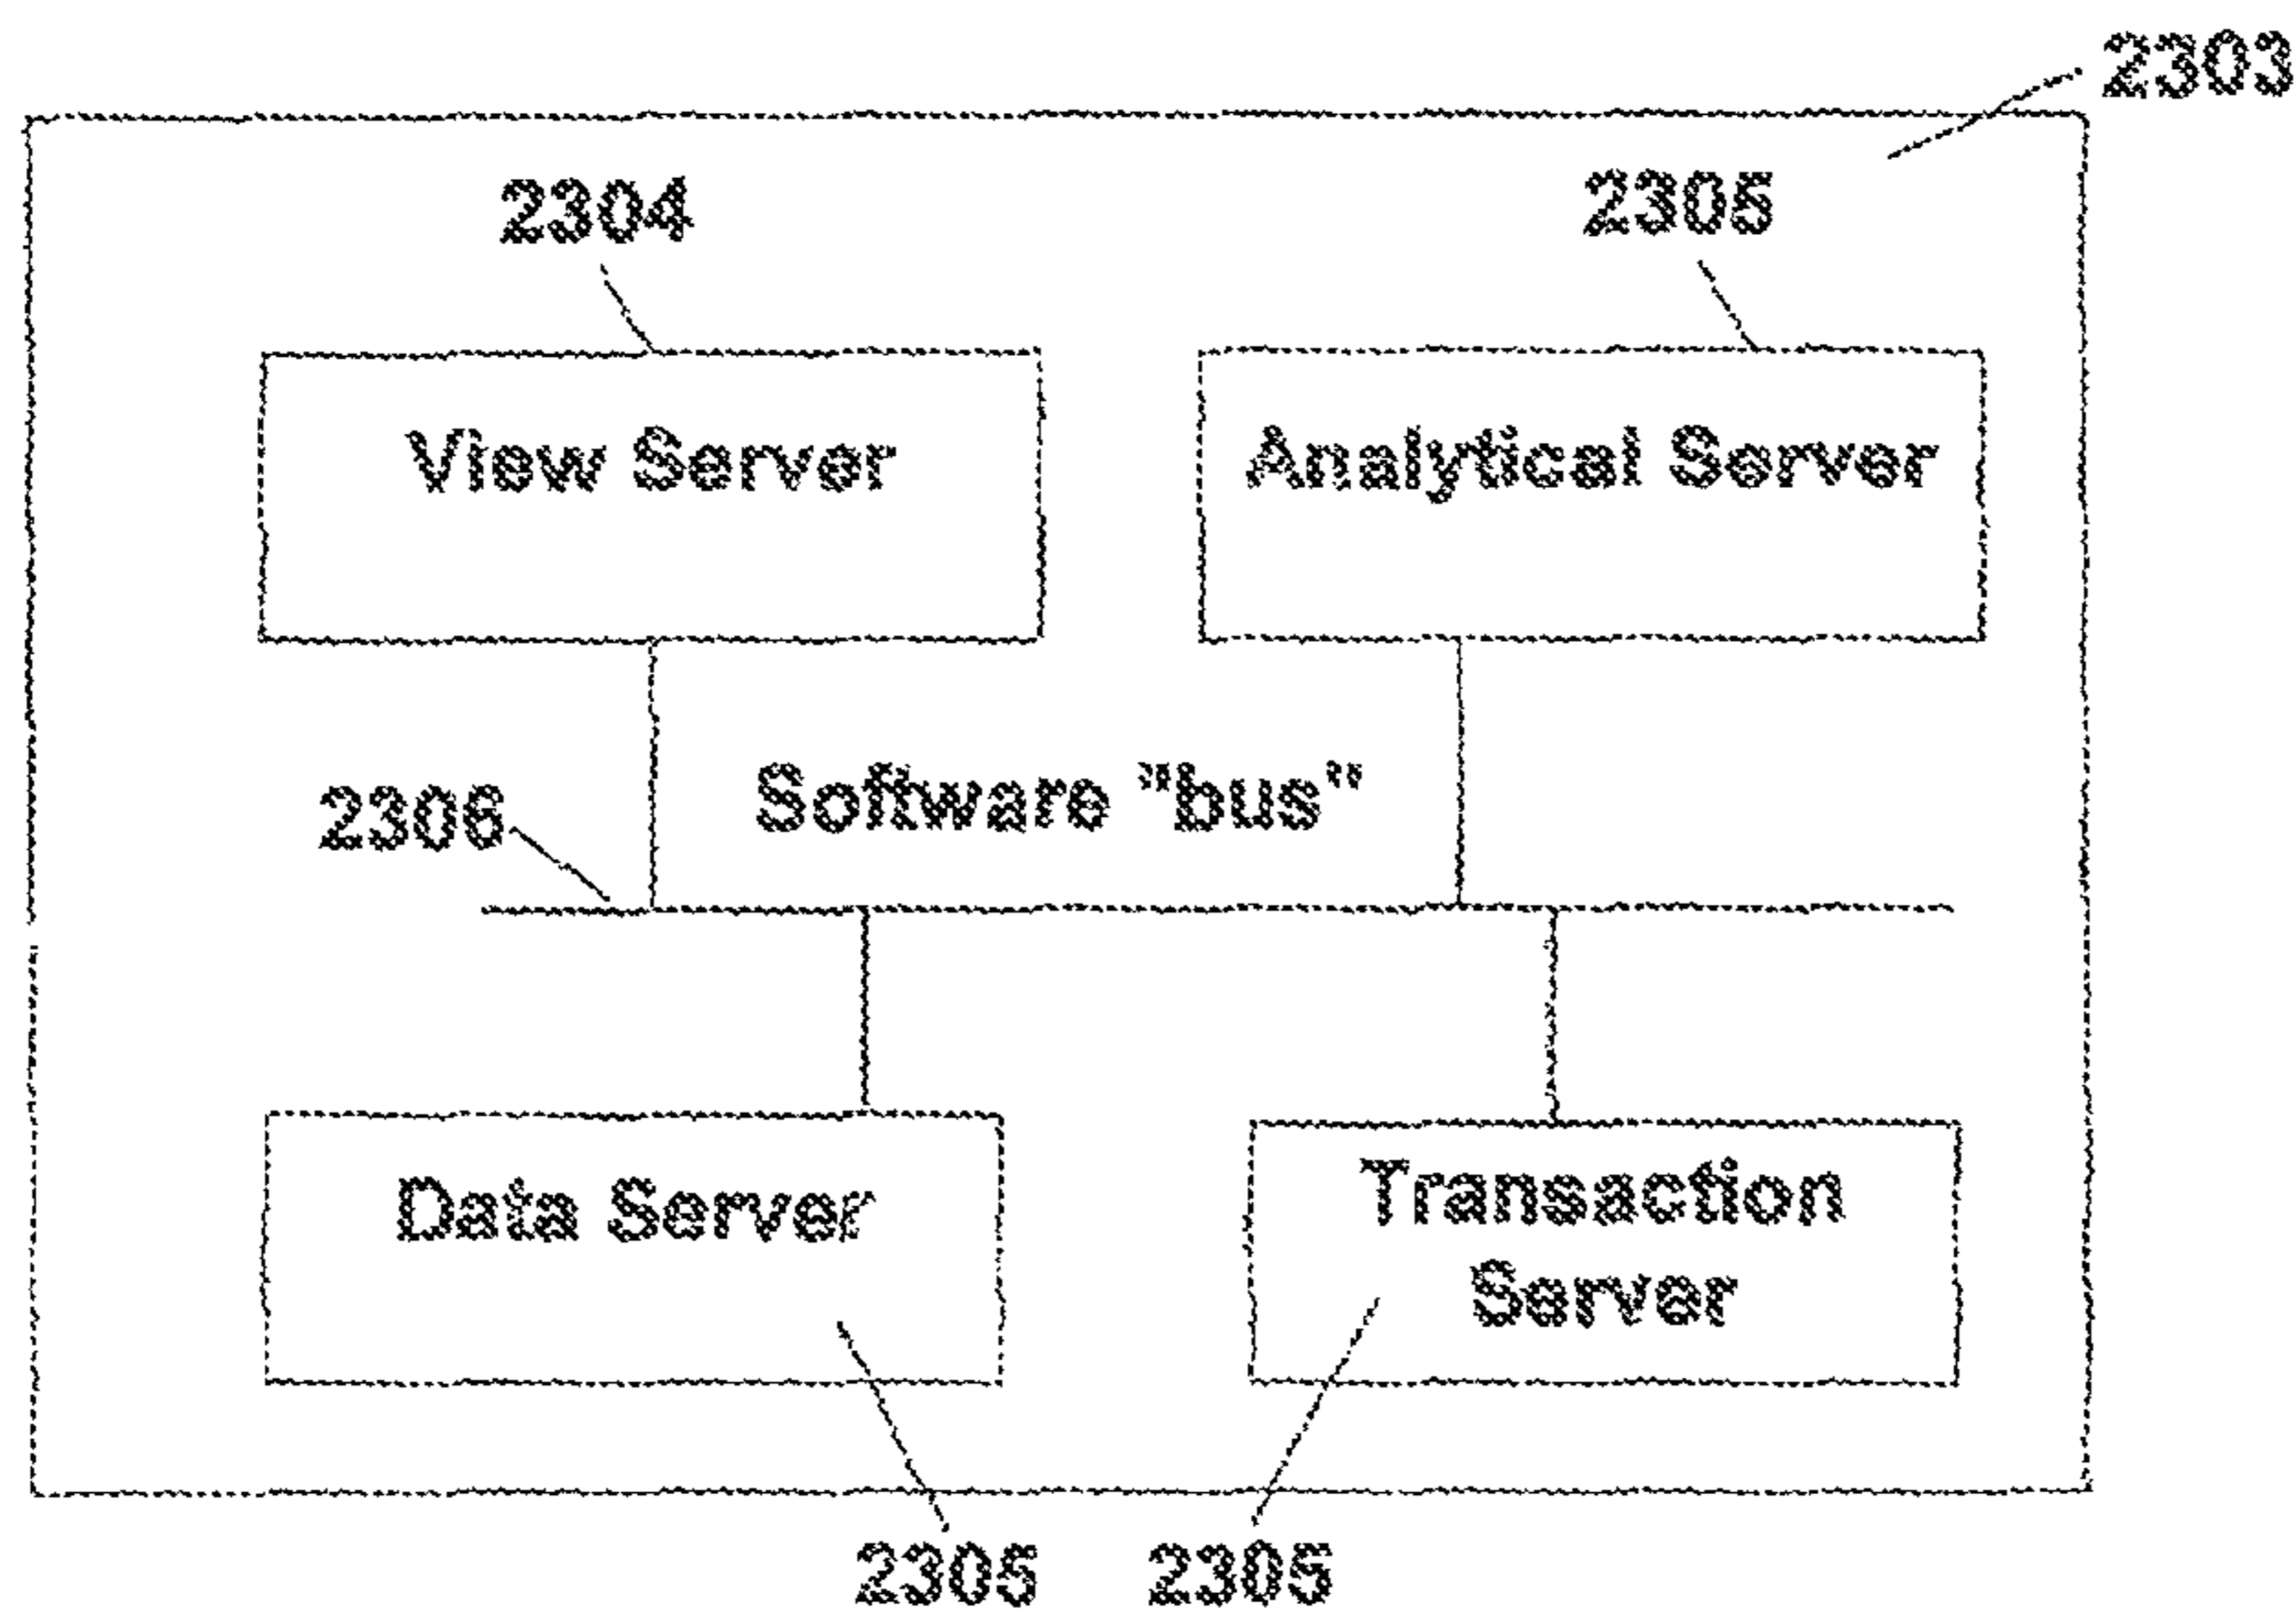 2303
2304
2305
View Server
Analytical Server
Software "bus"
2306
Data Server
Transaction
Server
2305
2305